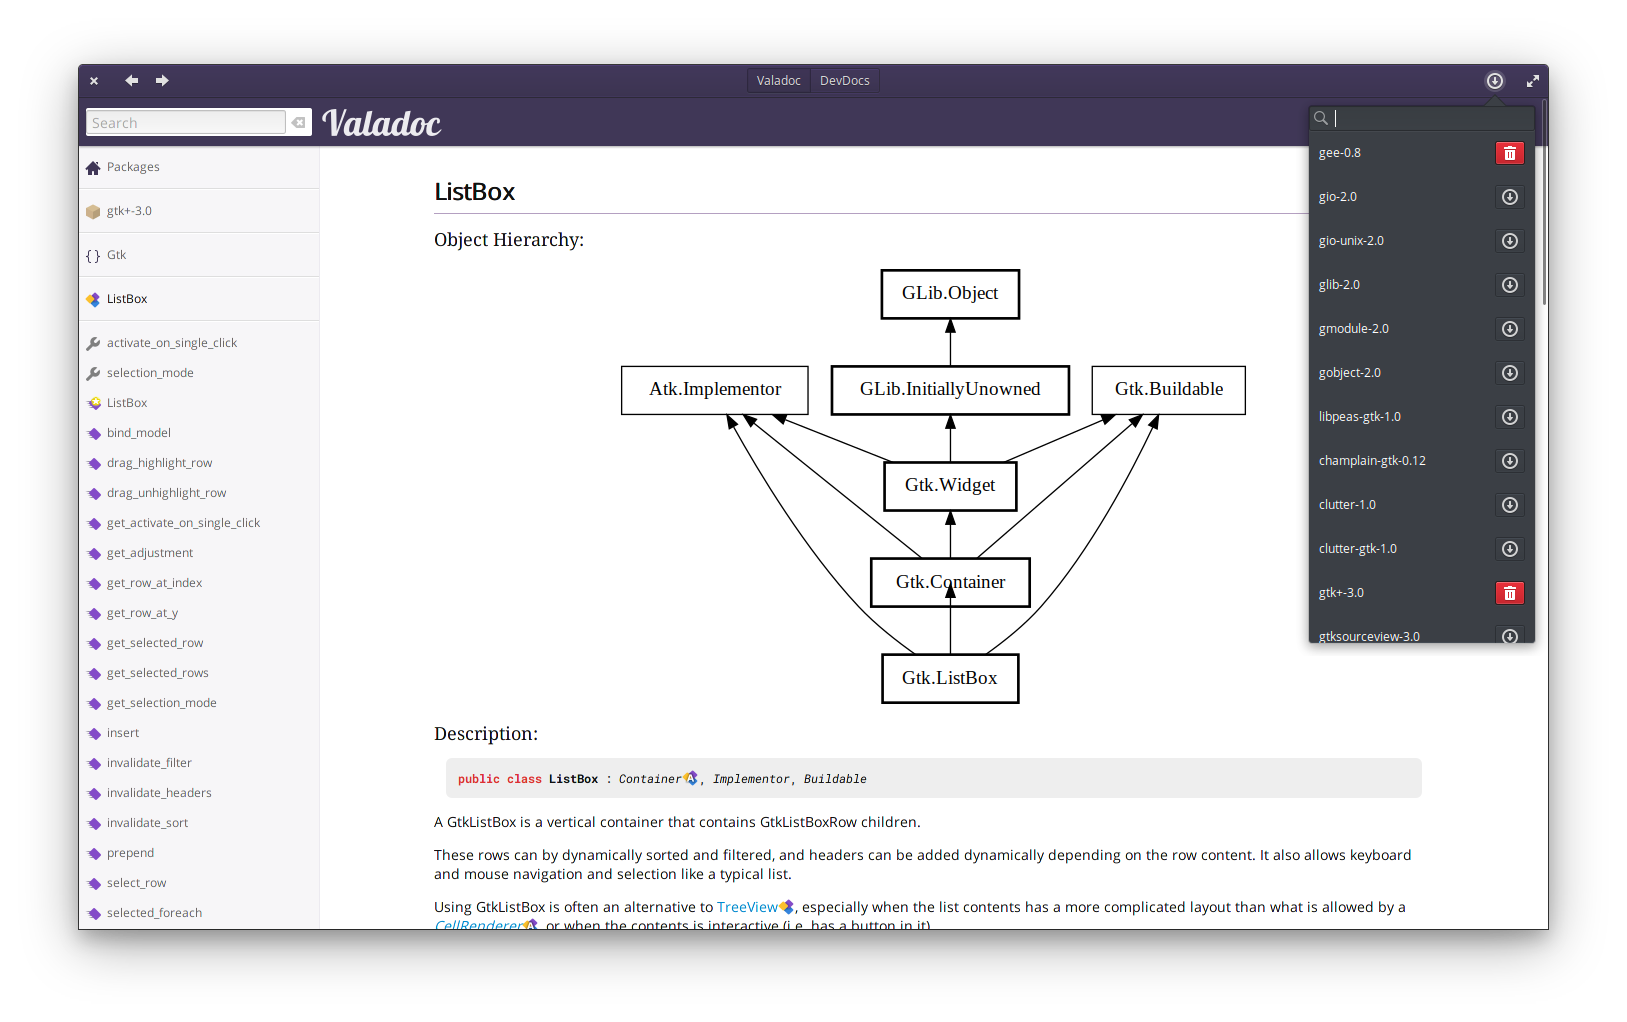 Valadoc DevDocs
Search
Valadoc
Packages
gtk+-3.0
{ } Gtk
ListBox
activate_on_single_click
selection_mode
ListBox
bind_model
drag_highlight_row
drag_unhighlight_row
get_activate_on_single_click
get_adjustment
get_row_at_index
get_row_at_y
get_selected_row
get_selected_rows
get_selection_mode
insert
invalidate_filter
invalidate_headers
invalidate_sort
prepend
select_row
selected_foreach
ListBox
Object Hierarchy:
GLib.Object
Atk.Implementor
GLib.InitiallyUnowned
Gtk.Buildable
Gtk.Widget
Gtk.Container
Gtk.ListBox
Description:
public class ListBox : Container, Implementor, Buildable
A GtkListBox is a vertical container that contains GtkListBoxRow children.
These rows can by dynamically sorted and filtered, and headers can be added dynamically depending on the row content. It also allows keyboard
and mouse navigation and selection like a typical list.
Using GtkListBox is often an alternative to TreeView, especially when the list contents has a more complicated layout than what is allowed by a
CellRenderer, or when the contents is interactive (i.e. has a button in it).
gee-0.8
gio-2.0
gio-unix-2.0
glib-2.0
gmodule-2.0
gobject-2.0
libpeas-gtk-1.0
champlain-gtk-0.12
clutter-1.0
clutter-gtk-1.0
gtk+-3.0
gtksourceview-3.0